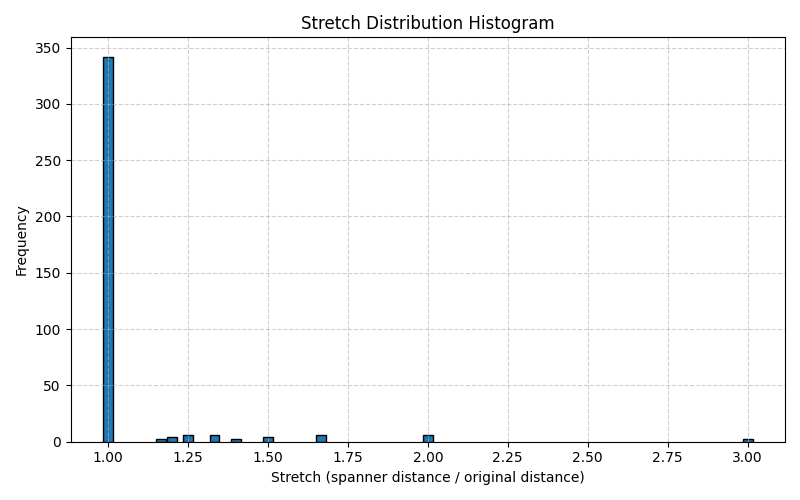 Stretch Distribution Histogram
350
300
250
200
150
100
50
0
Frequency
1.00 1.25 1.50 1.75 2.00 2.25 2.50 2.75 3.00
Stretch (spanner distance / original distance)